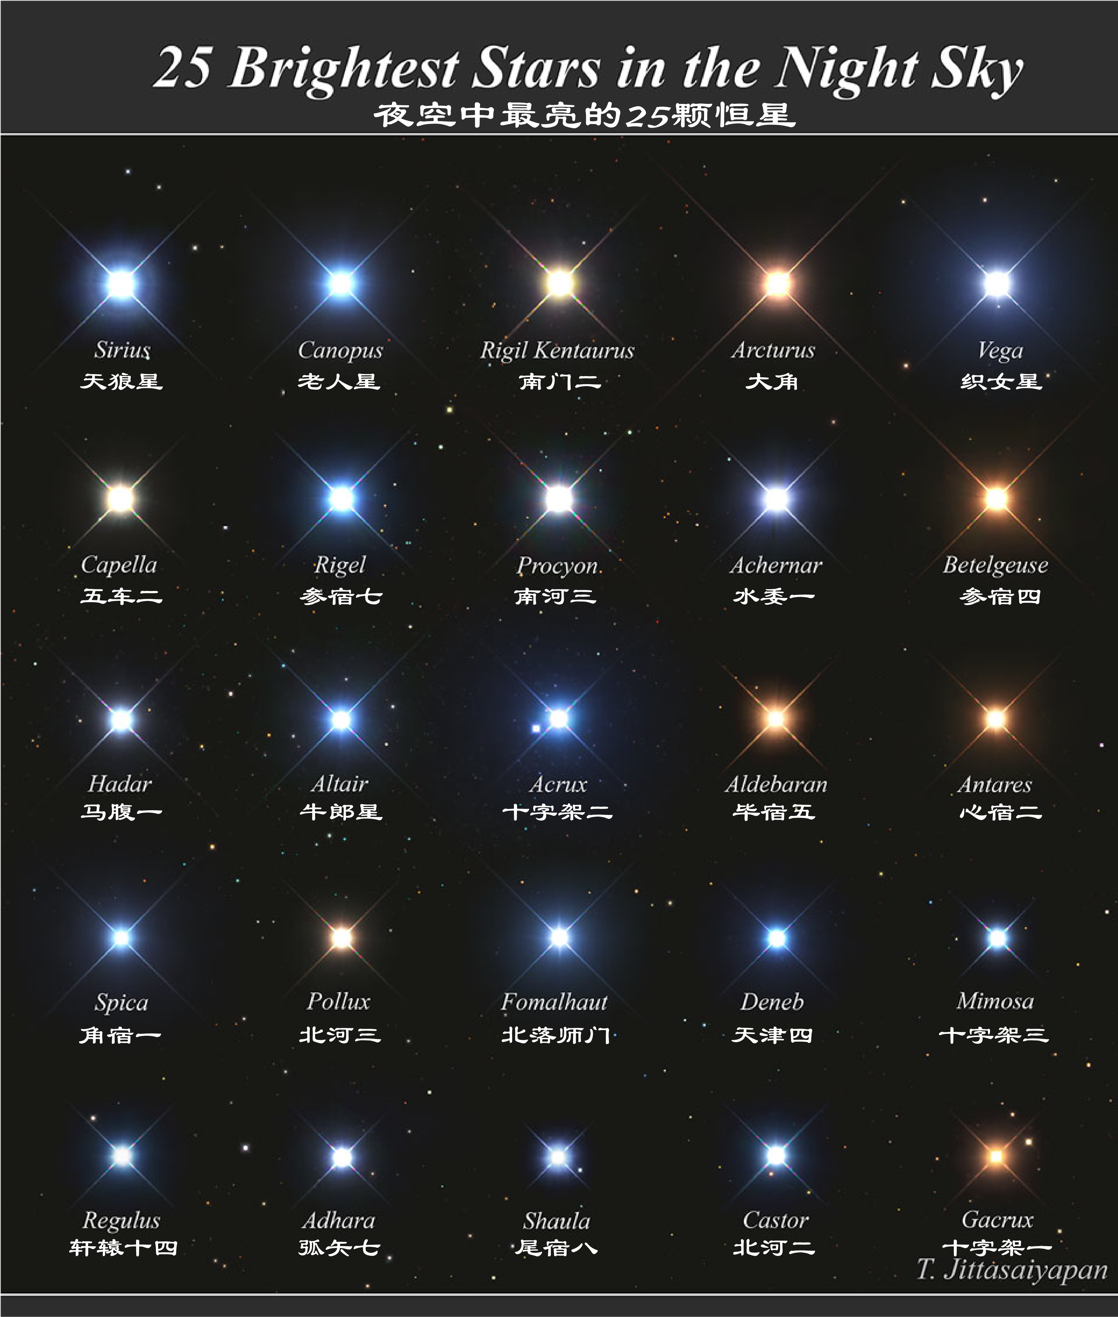 25 Brightest Stars in the Night Sky
夜空中最亮的25颗恒星
Sirius Canopus Rigil Kentaurus Arcturus Vega
天狼星 老人星 南门二 大角 织女星
Capella Rigel Procyon Achernar Betelgeuse
五车二 参宿七 南河三 水委一 参宿四
Hadar Altair Acrux Aldebaran Antares
马腹一 牛郎星 十字架二 毕宿五 心宿二
Spica Pollux Fomalhaut Deneb Mimosa
角宿一 北河三 北落师门 天津四 十字架三
Regulus Adhara Shaula Castor Gacrux
轩辕十四 弧矢七 尾宿八 北河二 十字架一
T. Jittasaiyapan